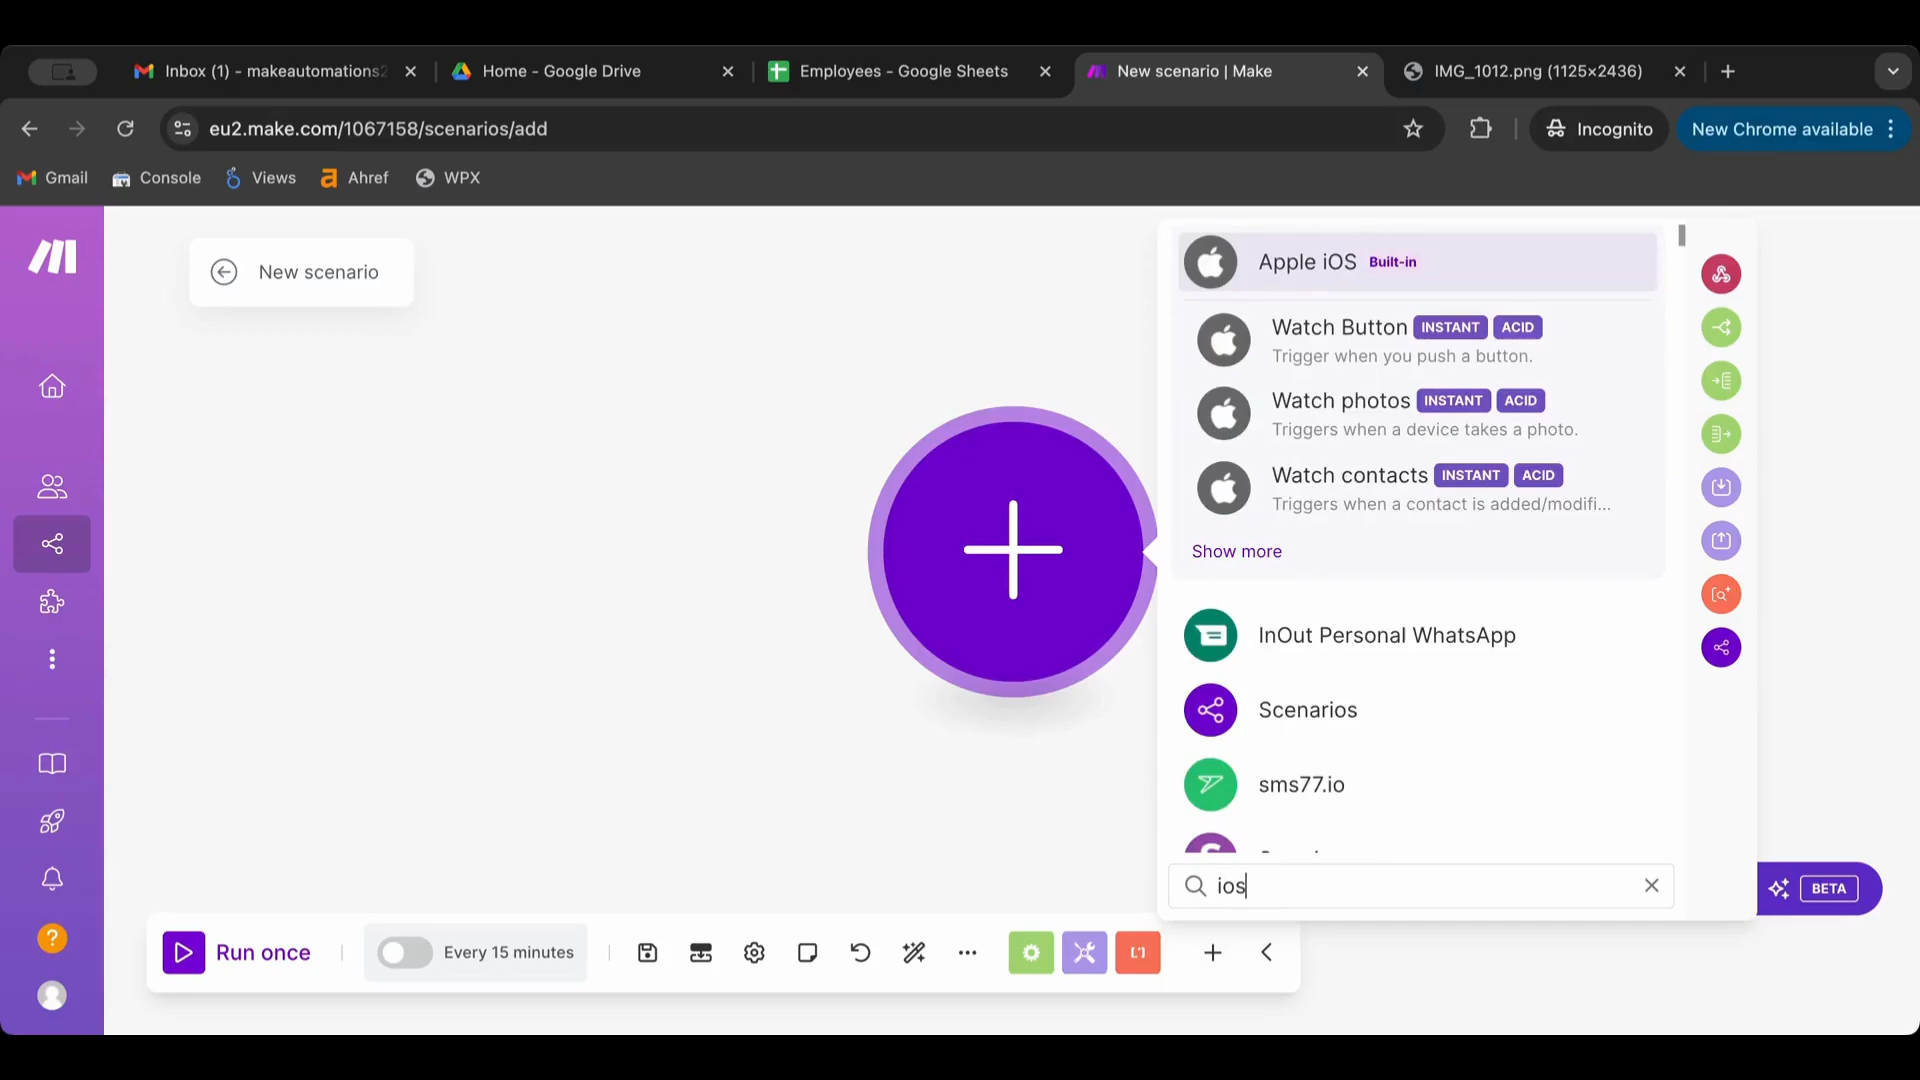 Inbox (1) - makeautomations2
Home - Google Drive
Employees - Google Sheets
New scenario | Make
IMG_1012.png (1125×2436)
eu2.make.com/1067158/scenarios/add
Incognito
New Chrome available
Gmail
Console
Views
Ahref
WPX
New scenario
Apple iOS Built-in
Watch Button INSTANT ACID
Trigger when you push a button.
Watch photos INSTANT ACID
Triggers when a device takes a photo.
Watch contacts INSTANT ACID
Triggers when a contact is added/modifi...
Show more
InOut Personal WhatsApp
Scenarios
sms77.io
ios
BETA
?
Run once
Every 15 minutes